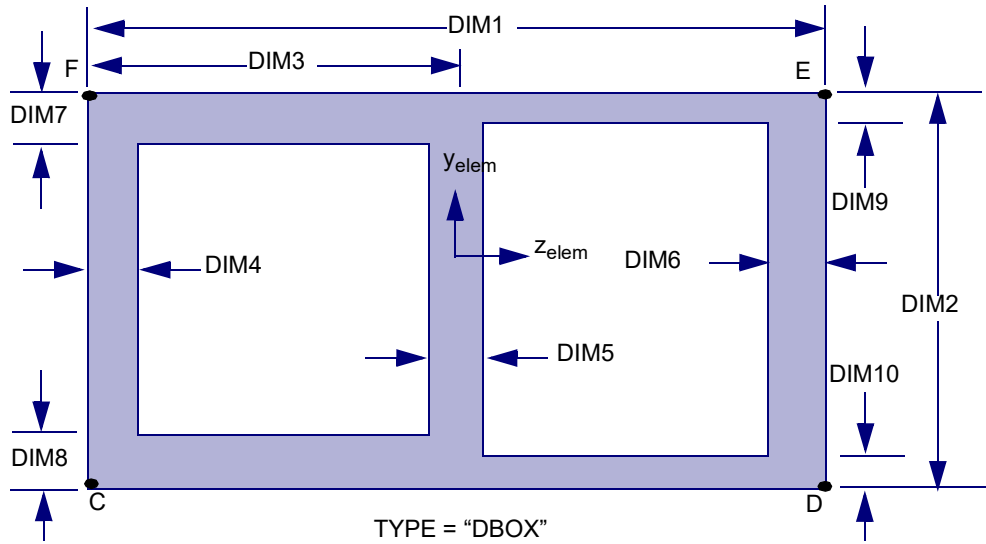 DIM1
DIM3
F
E
DIM7
y elem
DIM9
z elem
DIM4
DIM6
DIM2
DIM5
DIM10
DIM8
C
D
TYPE = “DBOX”